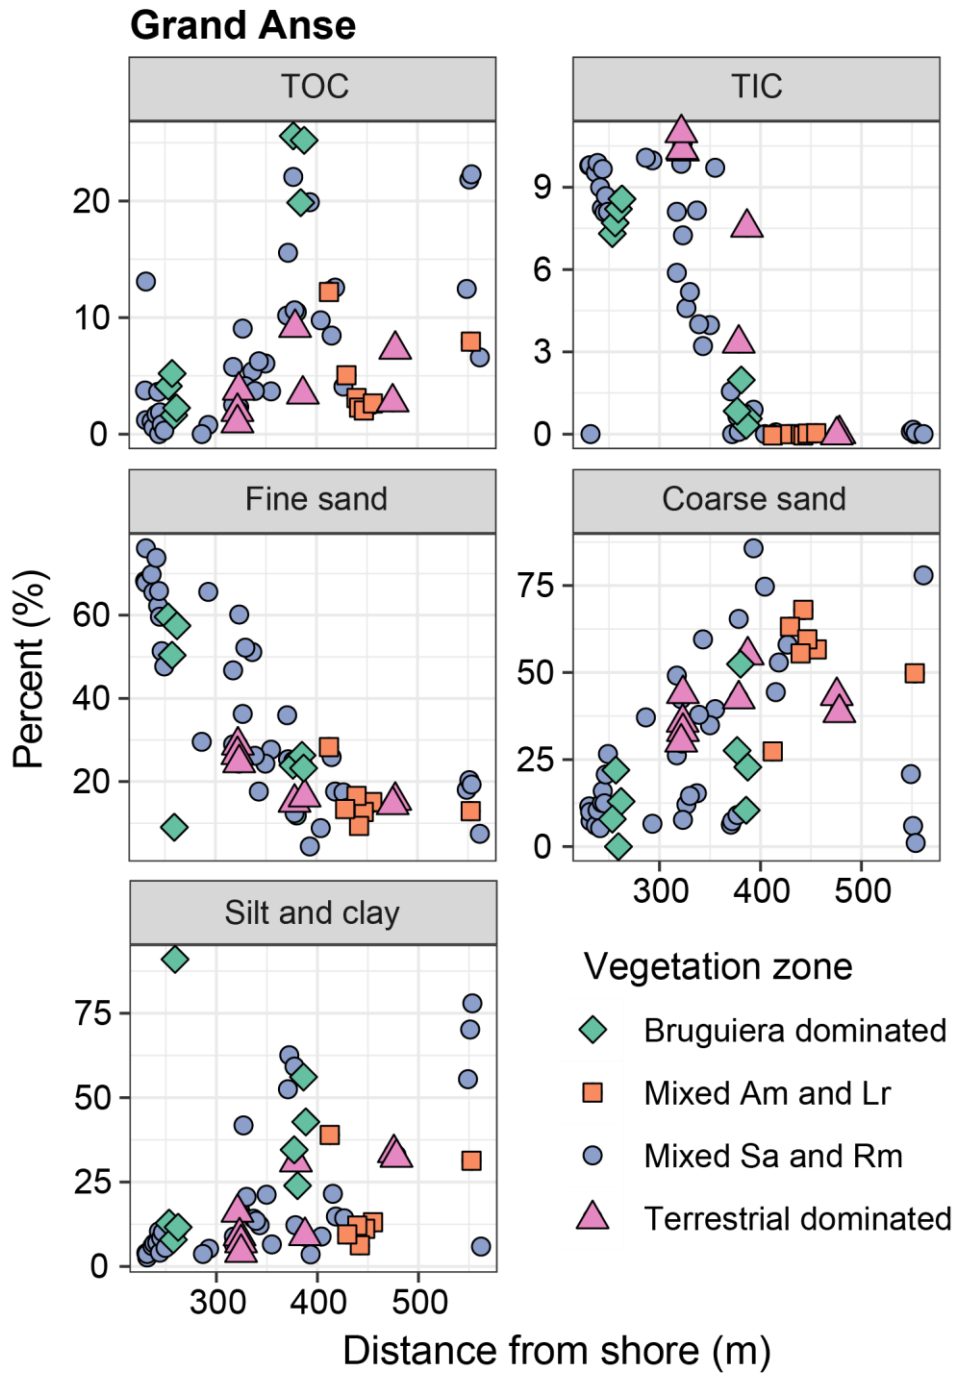 Grand Anse
TOC
TIC
20
10
0
9
6
3
0
Fine sand
Coarse sand
60
40
20
75
50
25
0
300 400 500
Percent (%)
Silt and clay
75
50
25
0
300 400 500
Distance from shore (m)
Vegetation zone
Bruguiera dominated
Mixed Am and Lr
Mixed Sa and Rm
Terrestrial dominated